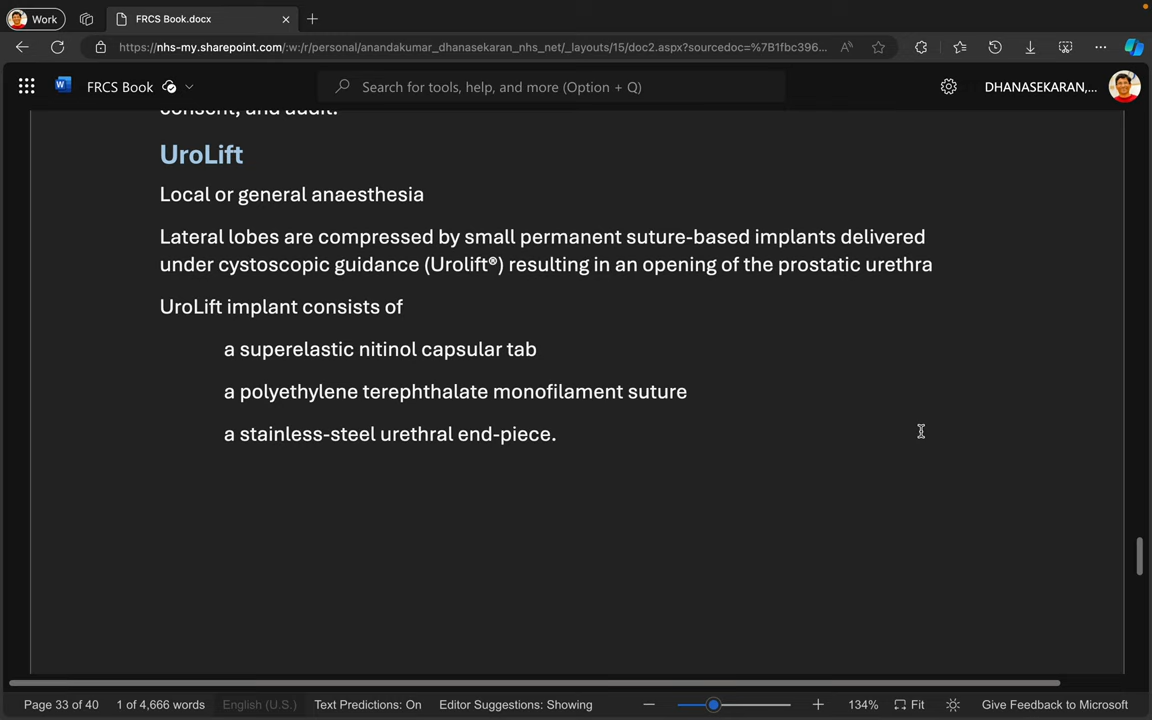 Work
FRCS Book.docx
https://nhs-my.sharepoint.com/:w:/r/personal/anandakumar_dhanasekaran_nhs_net/_layouts/15/doc2.aspx?sourcedoc=%7B1fbc396...
FRCS Book
Search for tools, help, and more (Option + Q)
DHANASEKARAN,...
consent, and audit.
UroLift
Local or general anaesthesia
Lateral lobes are compressed by small permanent suture-based implants delivered
under cystoscopic guidance (Urolift®) resulting in an opening of the prostatic urethra
UroLift implant consists of
a superelastic nitinol capsular tab
a polyethylene terephthalate monofilament suture
a stainless-steel urethral end-piece.
Page 33 of 40 1 of 4,666 words English (U.S.) Text Predictions: On Editor Suggestions: Showing 134% Fit Give Feedback to Microsoft